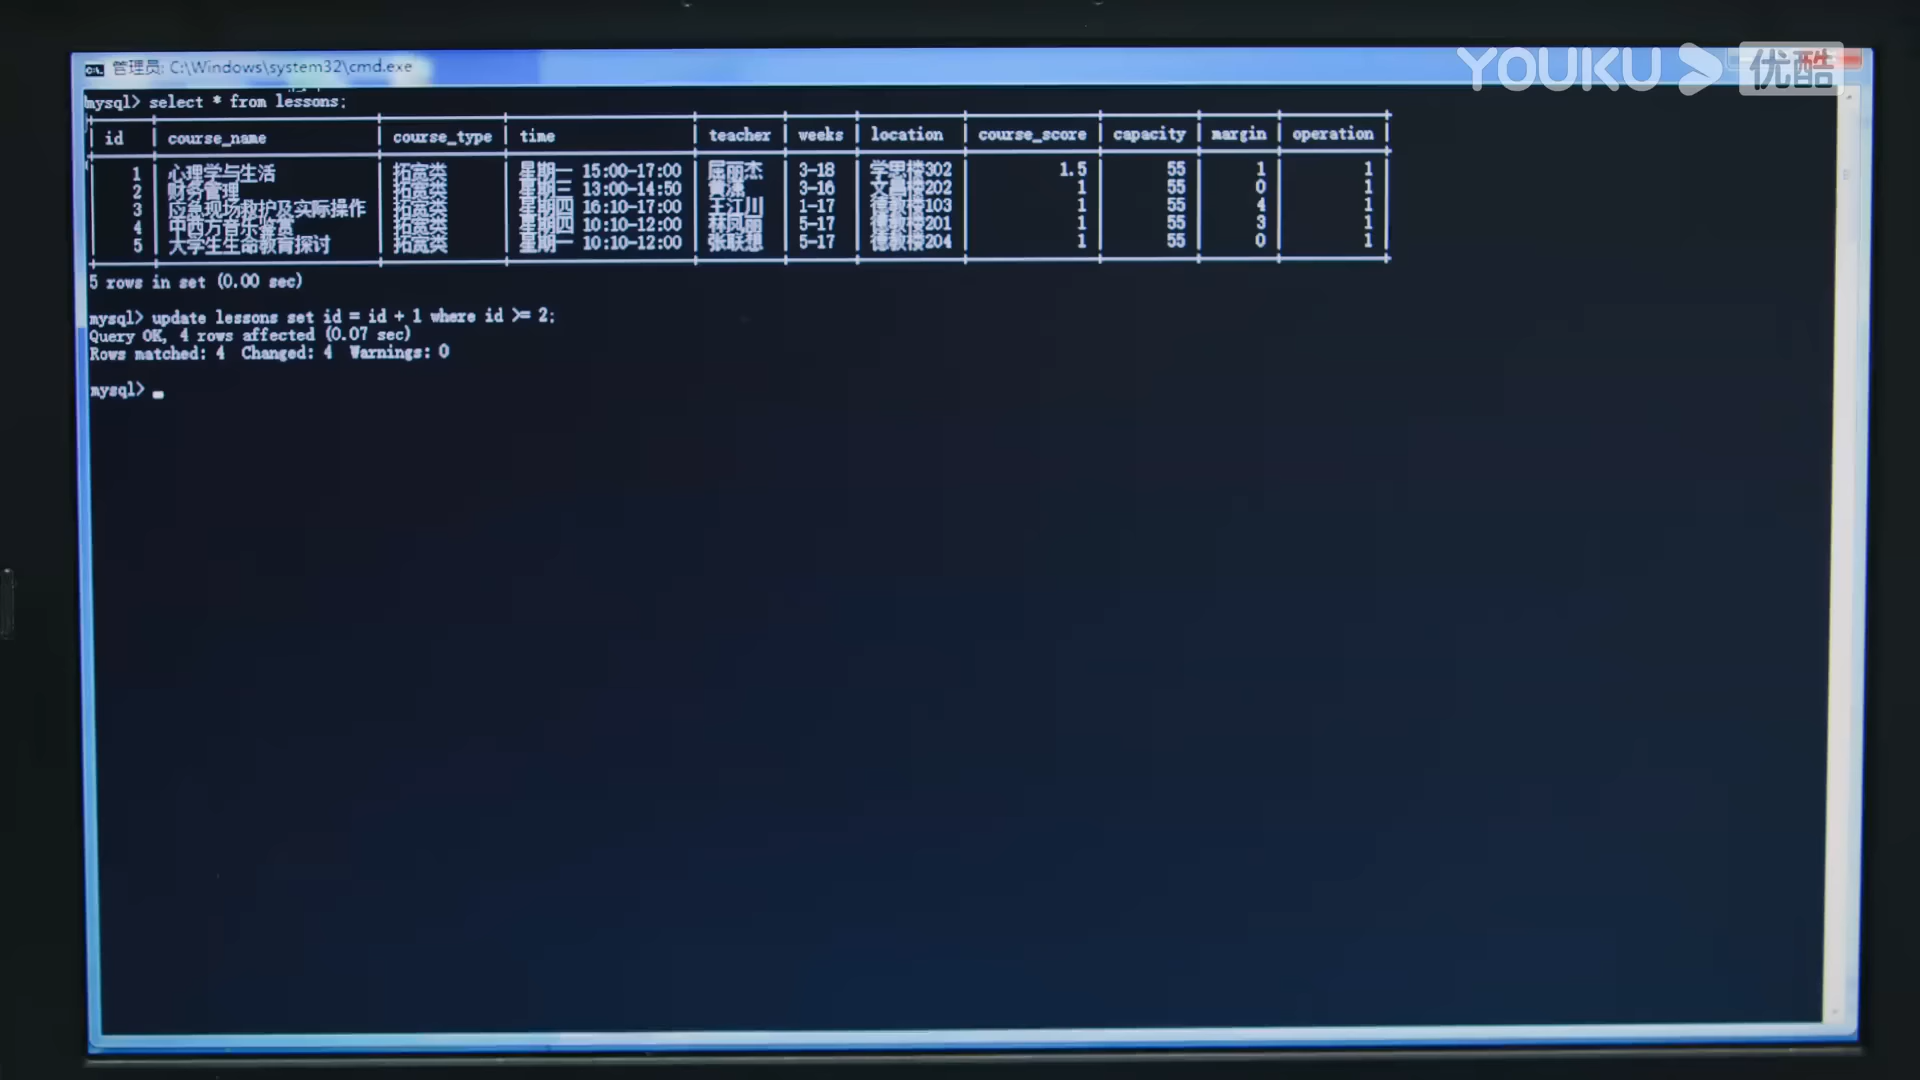 YOUKU 优酷
管理员: C:\Windows\system32\cmd.exe
mysql> select * from lessons;
| id | course_name | course_type | time | teacher | weeks | location | course_score | capacity | margin | operation |
| 1 | 心理学与生活 | 拓宽类 | 星期一 15:00-17:00 | 屈丽杰 | 3-18 | 学思楼302 | 1.5 | 55 | 1 | 1 |
| 2 | 财务管理 | 拓宽类 | 星期三 13:00-14:50 | 黄沸 | 3-16 | 文昌楼202 | 1 | 55 | 0 | 1 |
| 3 | 应急现场救护及实际操作 | 拓宽类 | 星期四 16:10-17:00 | 王江川 | 1-17 | 德教楼103 | 1 | 55 | 4 | 1 |
| 4 | 中西方音乐鉴赏 | 拓宽类 | 星期四 10:10-12:00 | 林凤丽 | 5-17 | 德教楼201 | 1 | 55 | 3 | 1 |
| 5 | 大学生生命教育探讨 | 拓宽类 | 星期一 10:10-12:00 | 张联想 | 5-17 | 德教楼204 | 1 | 55 | 0 | 1 |
5 rows in set (0.00 sec)
mysql> update lessons set id = id + 1 where id >= 2;
Query OK, 4 rows affected (0.07 sec)
Rows matched: 4 Changed: 4 Warnings: 0
mysql>